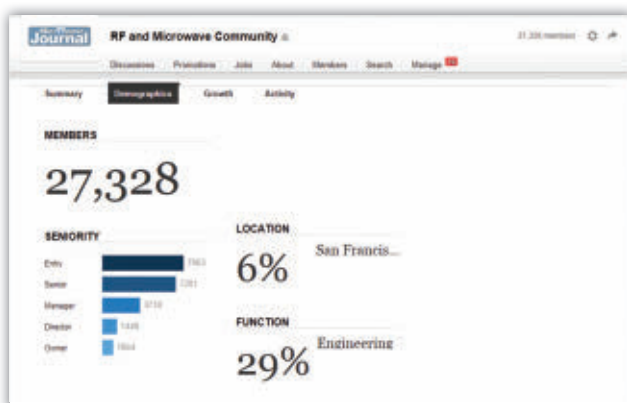 Journal
RF and Microwave Community
members
Discussions Promotions Jobs About Members Search Manage
Summary Demographics Growth Activity
MEMBERS
27,328
SENIORITY
Entry
Senior
Manager
Director
Owner
LOCATION
6% San Francis...
FUNCTION
29% Engineering